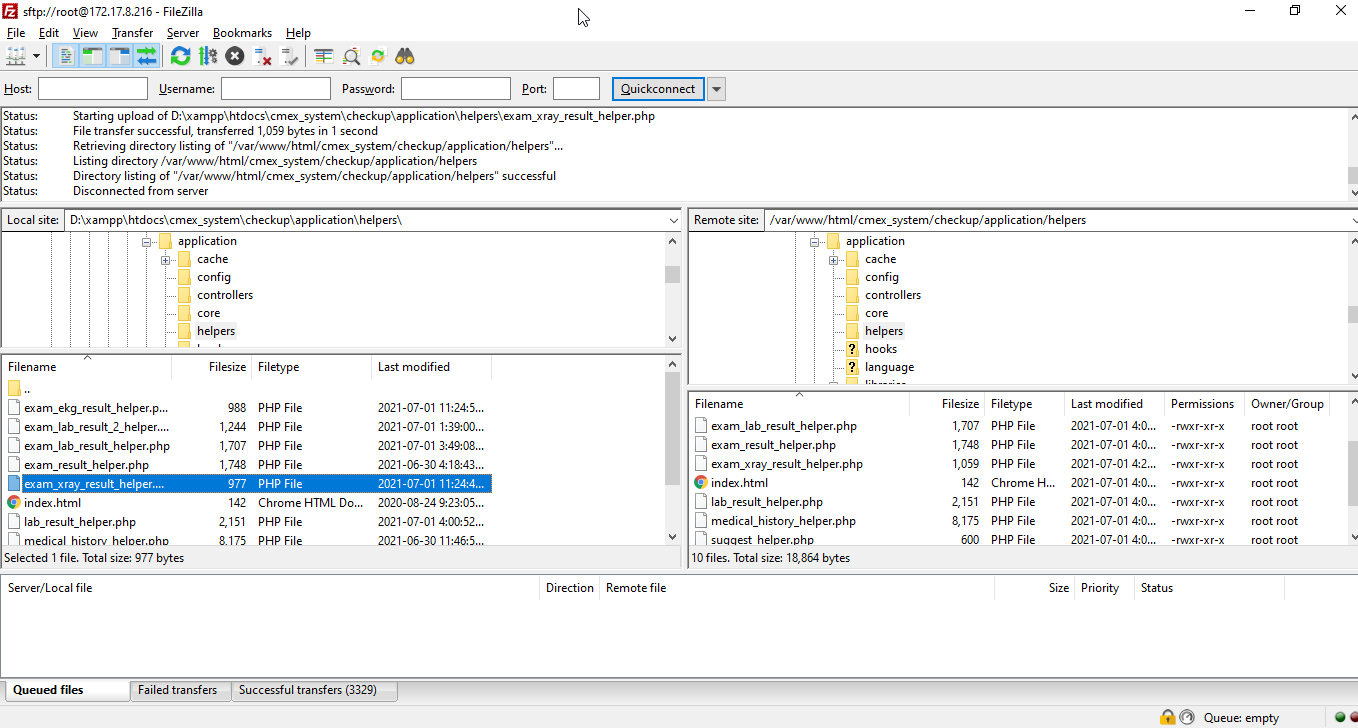 sftp://root@172.17.8.216 - FileZilla
File Edit View Transfer Server Bookmarks Help
Host: Username: Password: Port: Quickconnect
Status: Starting upload of D:\xampp\htdocs\cmex_system\checkup\application\helpers\exam_xray_result_helper.php
Status: File transfer successful, transferred 1,059 bytes in 1 second
Status: Retrieving directory listing of "/var/www/html/cmex_system/checkup/application/helpers"...
Status: Listing directory /var/www/html/cmex_system/checkup/application/helpers
Status: Directory listing of "/var/www/html/cmex_system/checkup/application/helpers" successful
Status: Disconnected from server
Local site: D:\xampp\htdocs\cmex_system\checkup\application\helpers\
application
cache
config
controllers
core
helpers
Filename Filesize Filetype Last modified
..
exam_ekg_result_helper.p... 988 PHP File 2021-07-01 11:24:5...
exam_lab_result_2_helper.... 1,244 PHP File 2021-07-01 1:39:00...
exam_lab_result_helper.php 1,707 PHP File 2021-07-01 3:49:08...
exam_result_helper.php 1,748 PHP File 2021-06-30 4:18:43...
exam_xray_result_helper.... 977 PHP File 2021-07-01 11:24:4...
index.html 142 Chrome HTML Do... 2020-08-24 9:23:05...
lab_result_helper.php 2,151 PHP File 2021-07-01 4:00:52...
medical_history_helper.php 8,175 PHP File 2021-06-30 11:46:5...
Selected 1 file. Total size: 977 bytes
Remote site: /var/www/html/cmex_system/checkup/application/helpers
application
cache
config
controllers
core
helpers
? hooks
? language
libraries
Filename Filesize Filetype Last modified Permissions Owner/Group
exam_lab_result_helper.php 1,707 PHP File 2021-07-01 4:0... -rwxr-xr-x root root
exam_result_helper.php 1,748 PHP File 2021-07-01 4:0... -rwxr-xr-x root root
exam_xray_result_helper.php 1,059 PHP File 2021-07-01 4:2... -rwxr-xr-x root root
index.html 142 Chrome H... 2021-07-01 4:0... -rwxr-xr-x root root
lab_result_helper.php 2,151 PHP File 2021-07-01 4:0... -rwxr-xr-x root root
medical_history_helper.php 8,175 PHP File 2021-07-01 4:0... -rwxr-xr-x root root
suggest_helper.php 600 PHP File 2021-07-01 4:0... -rwxr-xr-x root root
10 files. Total size: 18,864 bytes
Server/Local file Direction Remote file Size Priority Status
Queued files Failed transfers Successful transfers (3329)
Queue: empty